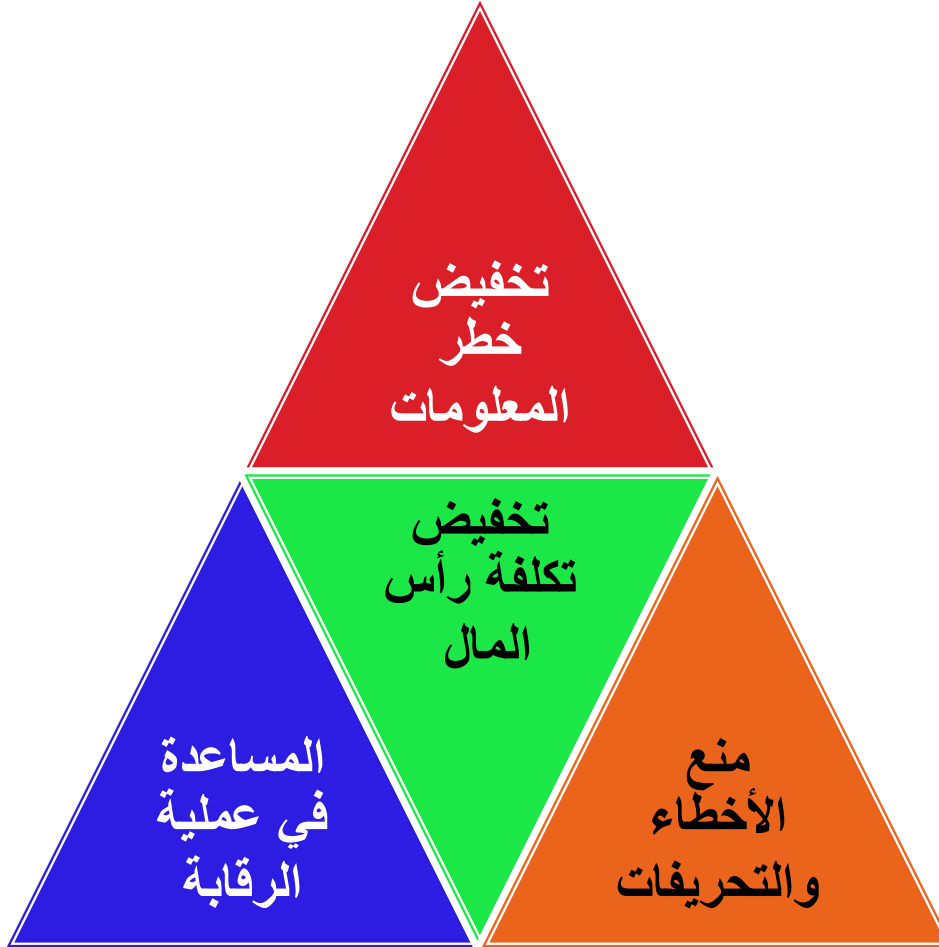 تخفيض
خطر
المعلومات
تخفيض
تكلفة رأس
المال
منع
الأخطاء
والتحريفات
المساعدة
في عملية
الرقابة